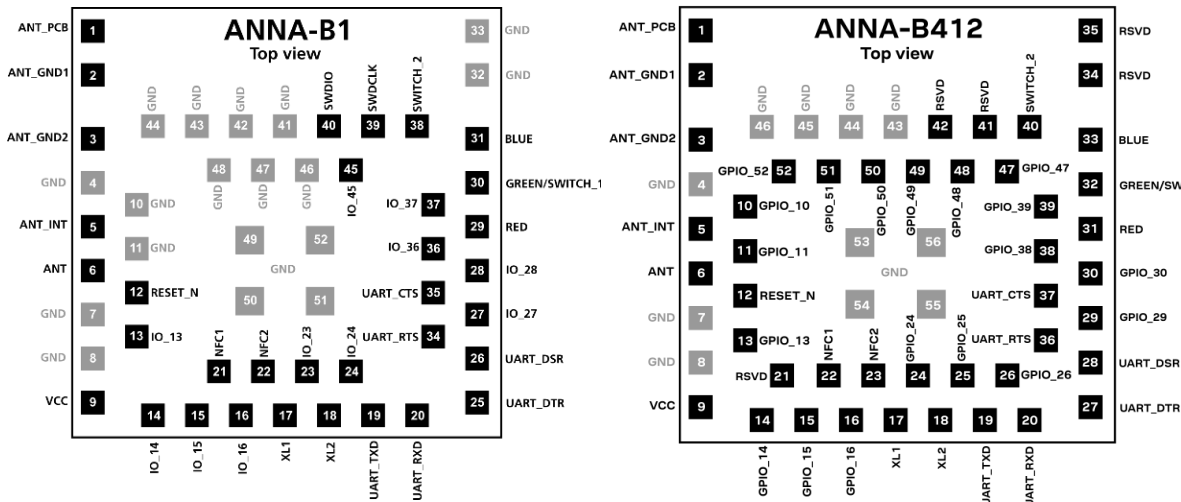 ANNA-B1
Top view
ANT_PCB
1
33
GND
ANT_GND1
2
32
GND
GND
GND
GND
GND
SWDIO
SWDCLK
SWITCH_2
44
43
42
41
40
39
38
ANT_GND2
3
31
BLUE
48
47
46
45
GND
GND
GND
IO_45
GND
4
30
GREEN/SWITCH_1
10
GND
IO_37
37
ANT_INT
5
29
RED
11
GND
49
52
IO_36
36
GND
ANT
6
28
IO_28
12
RESET_N
50
51
UART_CTS
35
GND
7
27
IO_27
13
IO_13
NFC1
NFC2
IO_23
IO_24
UART_RTS
34
GND
8
26
UART_DSR
21
22
23
24
VCC
9
25
UART_DTR
14
15
16
17
18
19
20
IO_14
IO_15
IO_16
XL1
XL2
UART_TXD
UART_RXD
ANNA-B412
Top view
ANT_PCB
1
35
RSVD
ANT_GND1
2
34
RSVD
GND
GND
GND
GND
RSVD
RSVD
SWITCH_2
46
45
44
43
42
41
40
ANT_GND2
3
33
BLUE
GPIO_52
52
51
50
49
48
47
GPIO_47
GPIO_51
GPIO_50
GPIO_49
GPIO_48
GND
4
32
GREEN/SW
10
GPIO_10
GPIO_39
39
ANT_INT
5
31
RED
11
GPIO_11
53
56
GPIO_38
38
GND
ANT
6
30
GPIO_30
12
RESET_N
54
55
UART_CTS
37
GND
7
29
GPIO_29
13
GPIO_13
NFC1
NFC2
GPIO_24
GPIO_25
UART_RTS
36
GND
8
28
UART_DSR
RSVD
21
22
23
24
25
26
GPIO_26
VCC
9
27
UART_DTR
14
15
16
17
18
19
20
GPIO_14
GPIO_15
GPIO_16
XL1
XL2
UART_TXD
UART_RXD